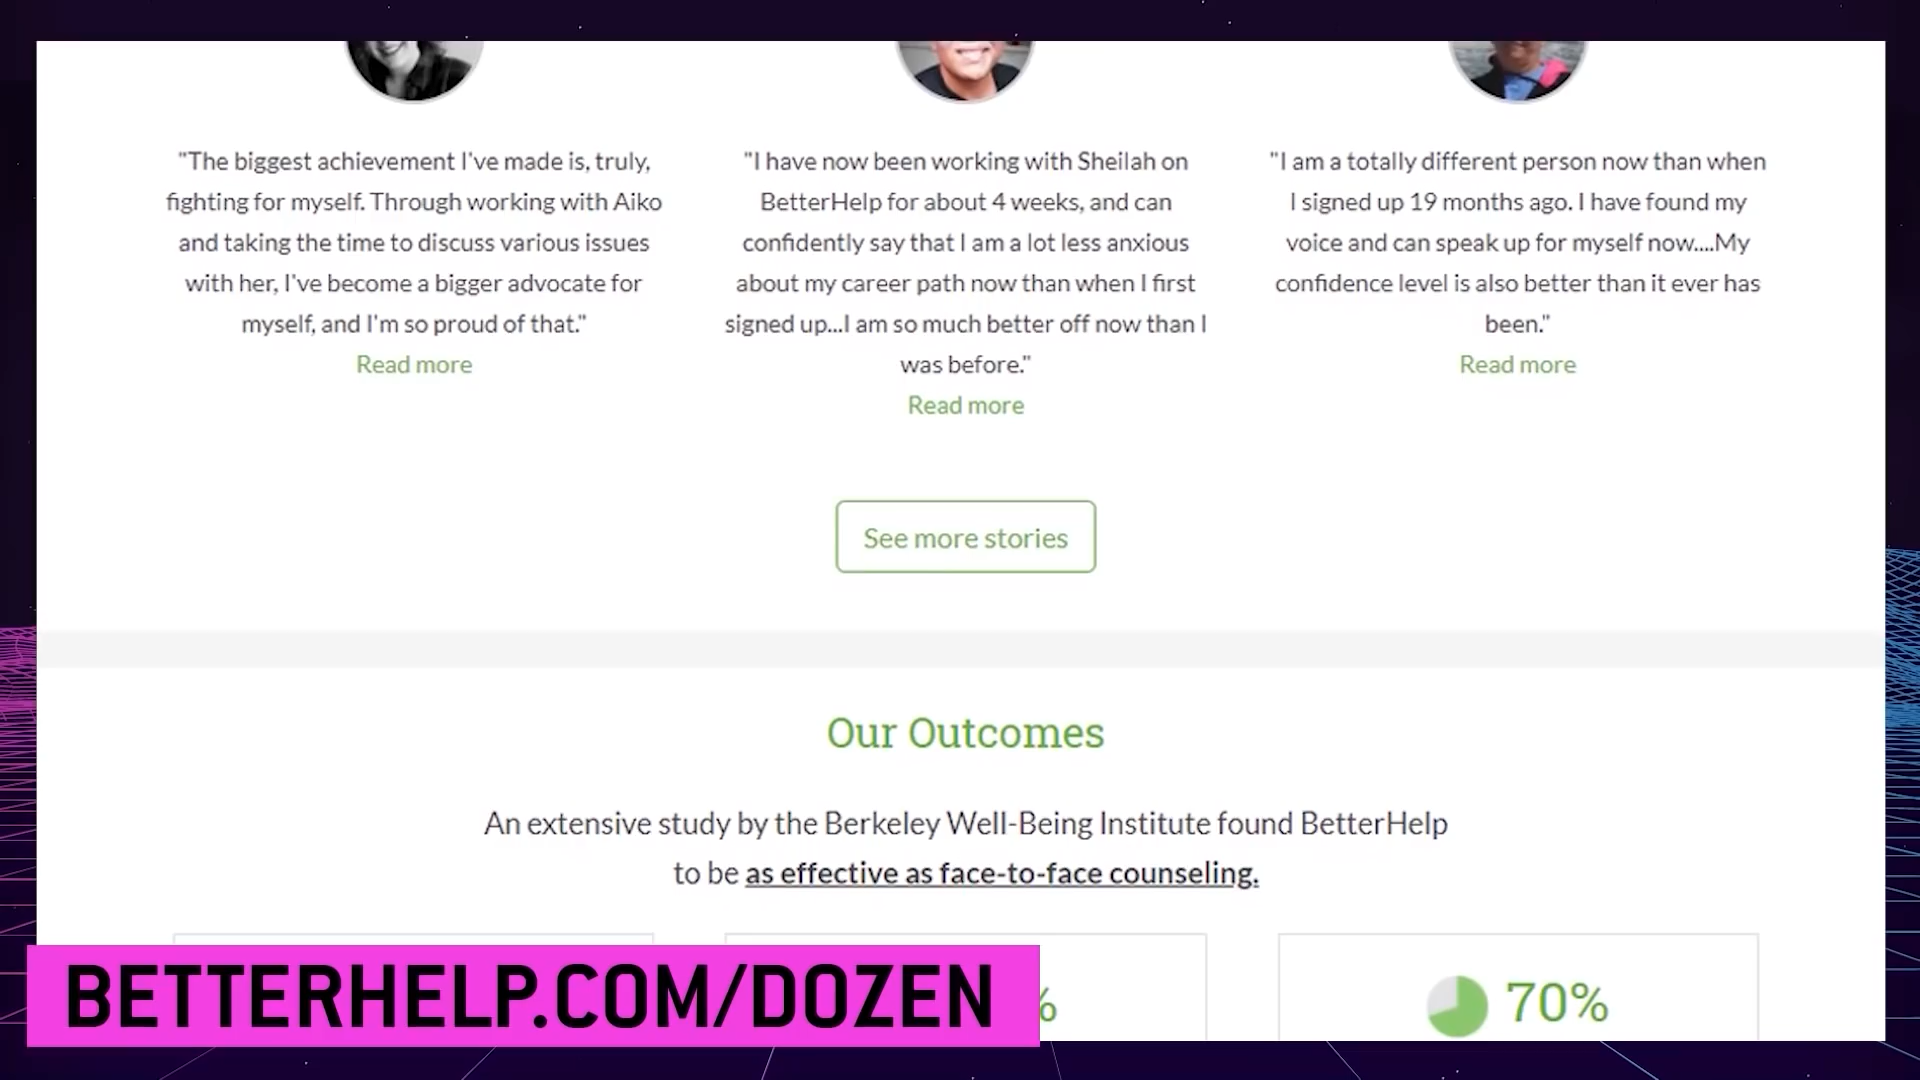 "The biggest achievement I've made is, truly,
fighting for myself. Through working with Aiko
and taking the time to discuss various issues
with her, I've become a bigger advocate for
myself, and I'm so proud of that."
Read more
"I have now been working with Sheilah on
BetterHelp for about 4 weeks, and can
confidently say that I am a lot less anxious
about my career path now than when I first
signed up...I am so much better off now than I
was before."
Read more
"I am a totally different person now than when
I signed up 19 months ago. I have found my
voice and can speak up for myself now....My
confidence level is also better than it ever has
been."
Read more
See more stories
Our Outcomes
An extensive study by the Berkeley Well-Being Institute found BetterHelp
to be as effective as face-to-face counseling.
%
70%
BETTERHELP.COM/DOZEN